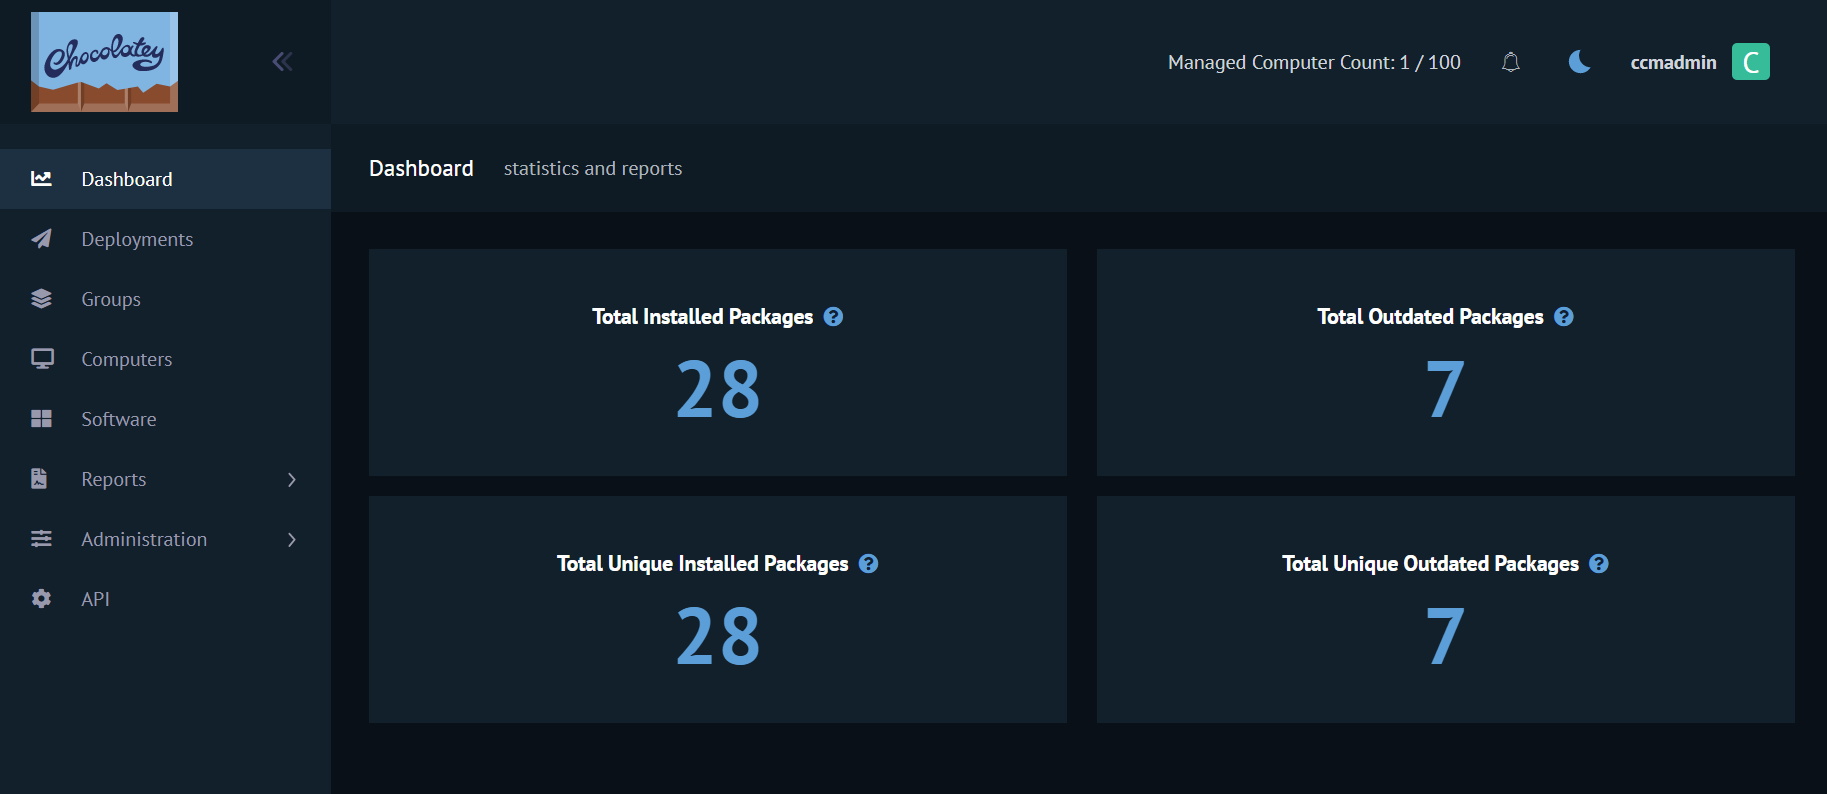 Chocolatey
Managed Computer Count: 1 / 100
ccmadmin
C
Dashboard
Deployments
Groups
Computers
Software
Reports
Administration
API
Dashboard
statistics and reports
Total Installed Packages ?
28
Total Outdated Packages ?
7
Total Unique Installed Packages ?
28
Total Unique Outdated Packages ?
7